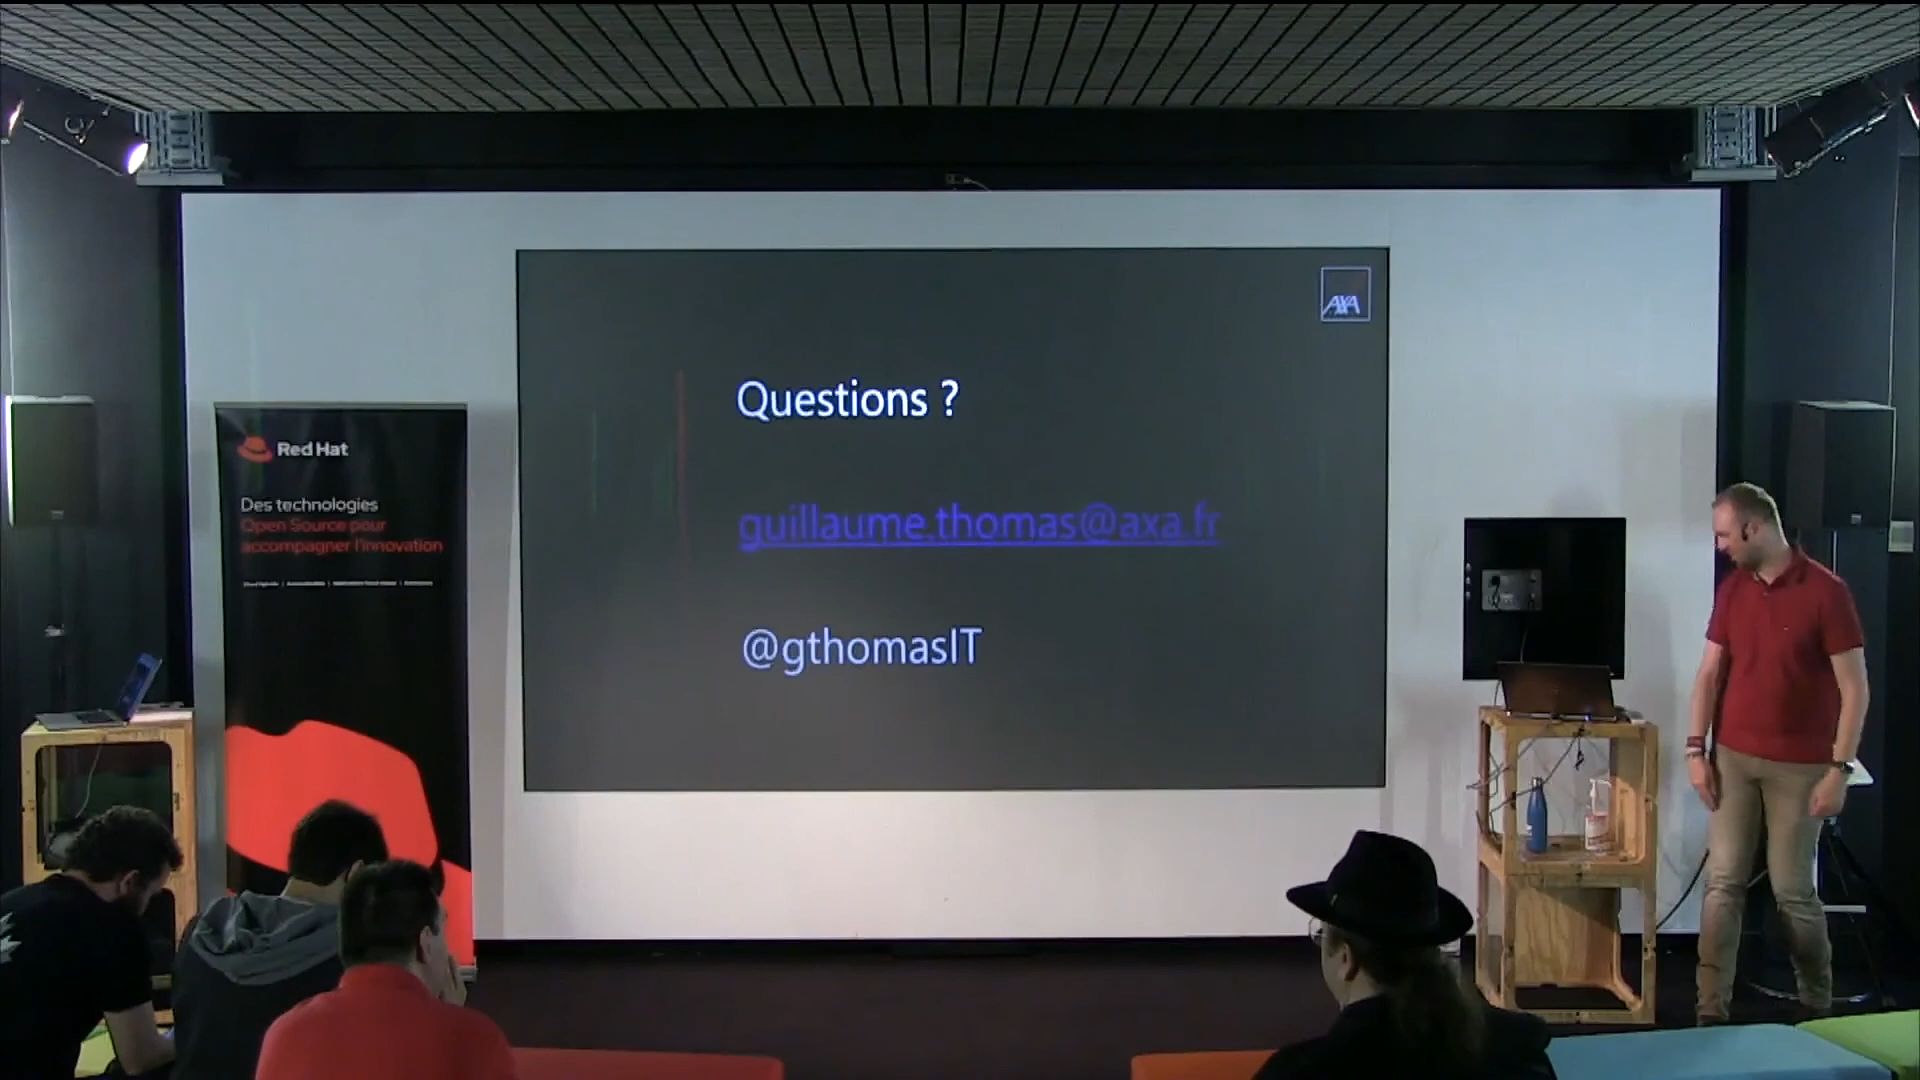 AXA
Questions ?
guillaume.thomas@axa.fr
@gthomasIT
Red Hat
Des technologies
Open Source pour
accompagner l'innovation